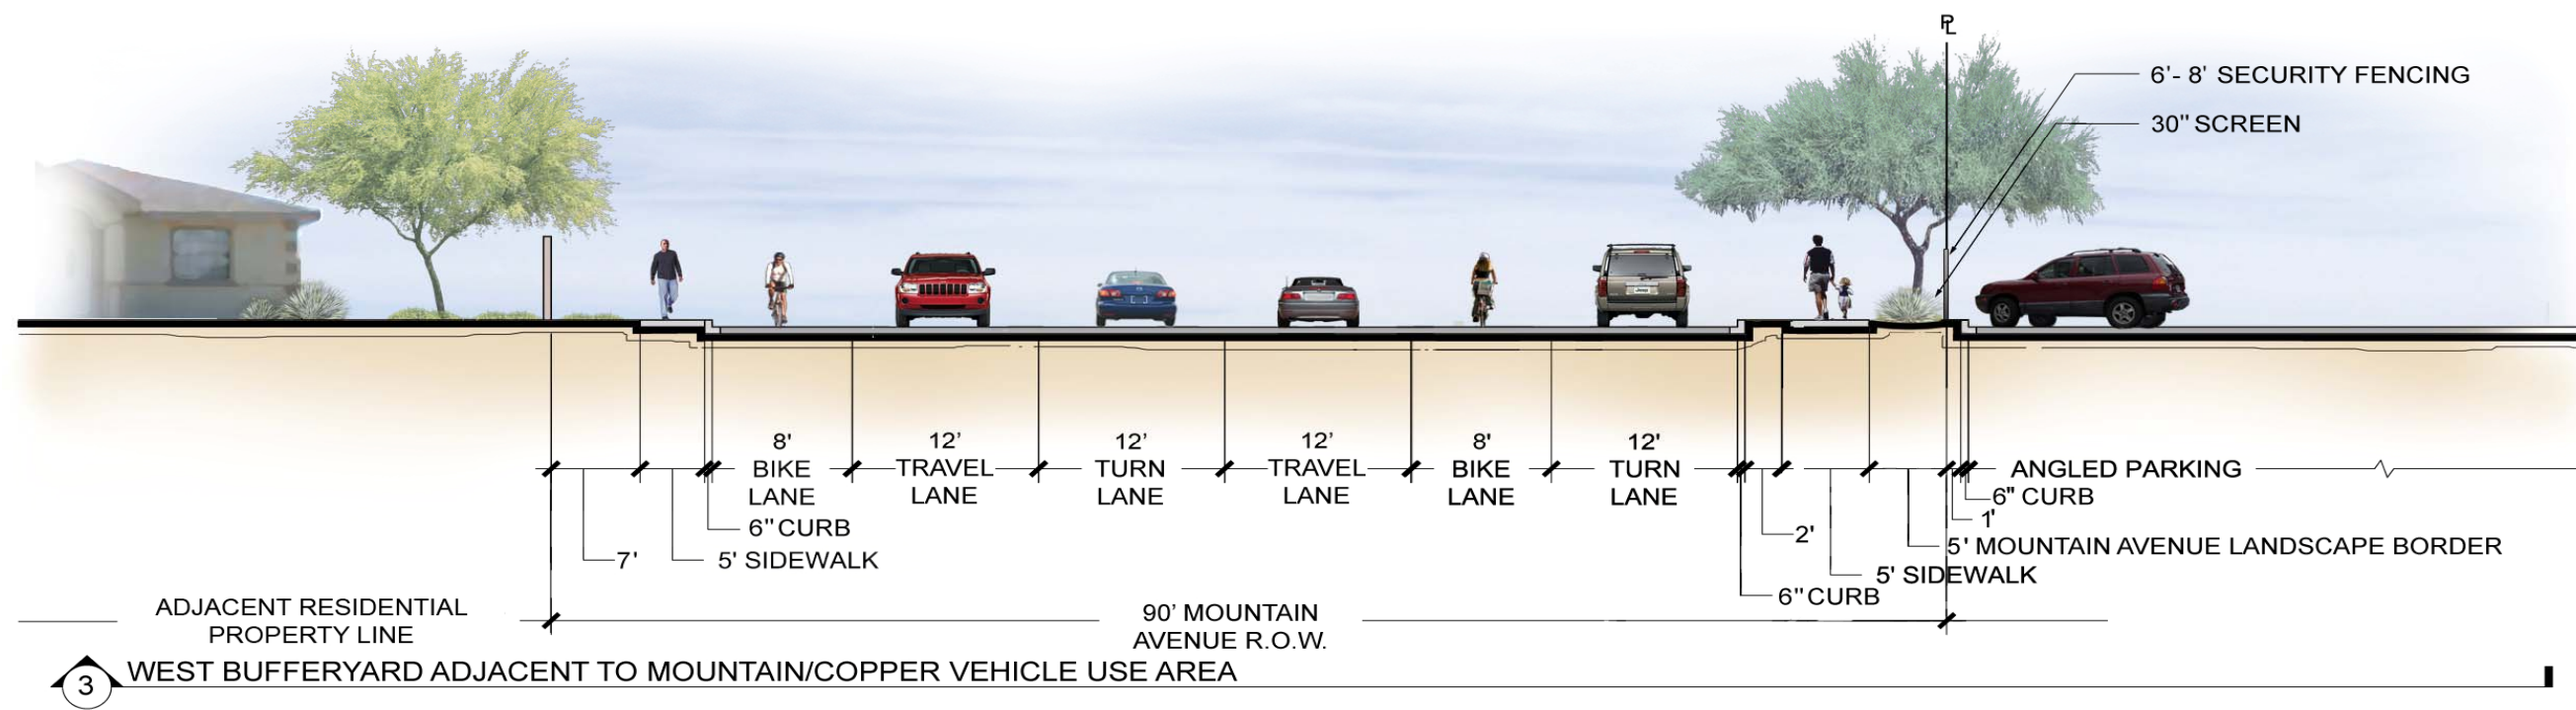 PL
6'- 8' SECURITY FENCING
30" SCREEN
8'
BIKE
LANE
12'
TRAVEL
LANE
12'
TURN
LANE
12'
TRAVEL
LANE
8'
BIKE
LANE
12'
TURN
LANE
ANGLED PARKING
6" CURB
1'
6" CURB
2'
5' MOUNTAIN AVENUE LANDSCAPE BORDER
7'
5' SIDEWALK
5' SIDEWALK
6" CURB
ADJACENT RESIDENTIAL
PROPERTY LINE
90' MOUNTAIN
AVENUE R.O.W.
3
WEST BUFFERYARD ADJACENT TO MOUNTAIN/COPPER VEHICLE USE AREA